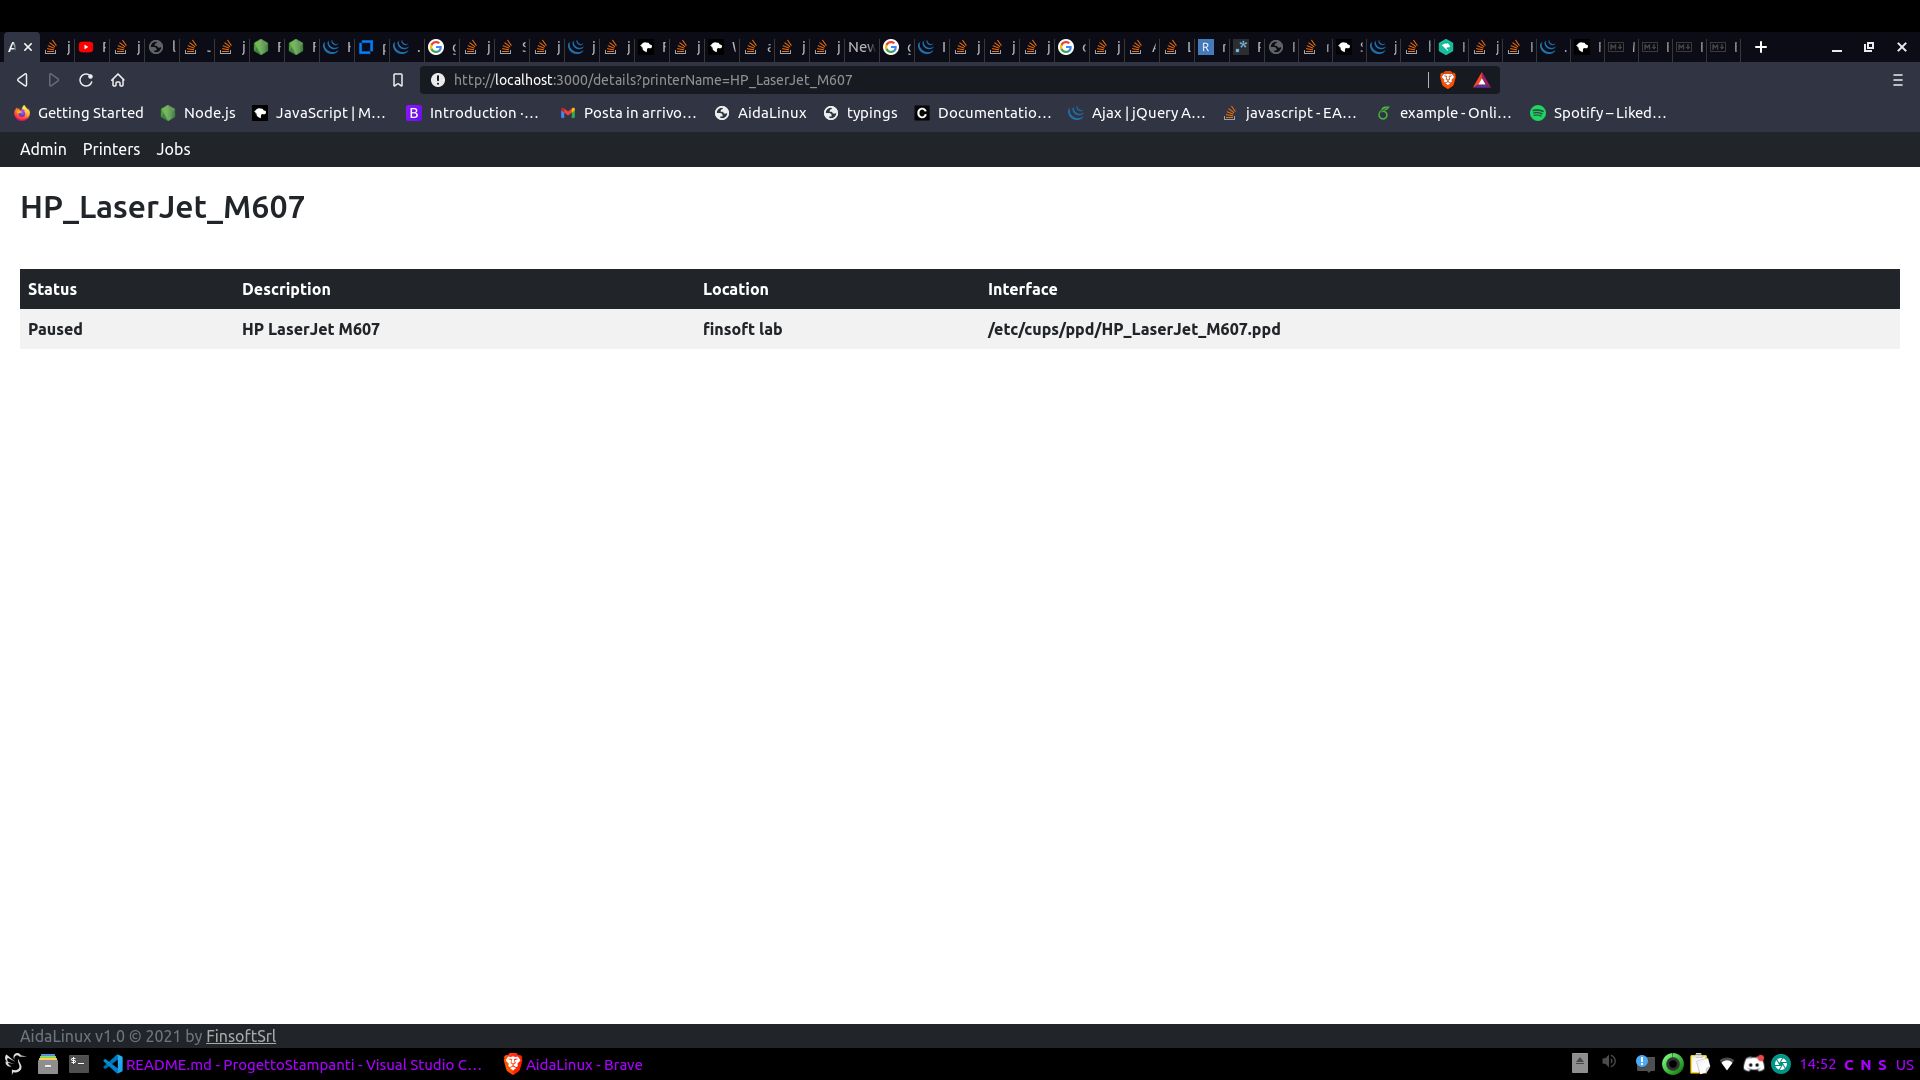 http://localhost:3000/details?printerName=HP_LaserJet_M607
Getting Started Node.js JavaScript | M... Introduction ·... Posta in arrivo... AidaLinux typings Documentatio... Ajax | jQuery A... javascript - EA... example - Onli... Spotify – Liked...
Admin Printers Jobs
HP_LaserJet_M607
Status Description Location Interface
Paused HP LaserJet M607 finsoft lab /etc/cups/ppd/HP_LaserJet_M607.ppd
AidaLinux v1.0 © 2021 by FinsoftSrl
README.md - ProgettoStampanti - Visual Studio C... AidaLinux - Brave 14:52 C N S US